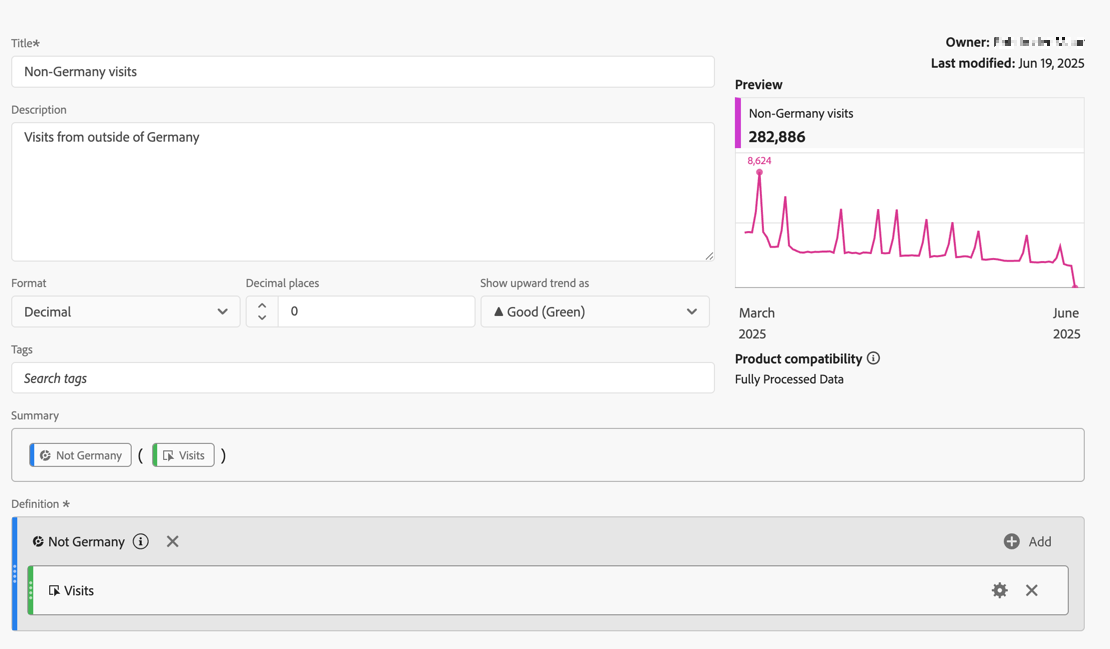 Title*
Non-Germany visits
Description
Visits from outside of Germany
Format
Decimal
Decimal places
0
Show upward trend as
Good (Green)
Tags
Search tags
Summary
Not Germany ( Visits )
Definition *
Not Germany
Add
Visits
Owner:
Last modified: Jun 19, 2025
Preview
Non-Germany visits
282,886
8,624
March
2025
June
2025
Product compatibility
Fully Processed Data